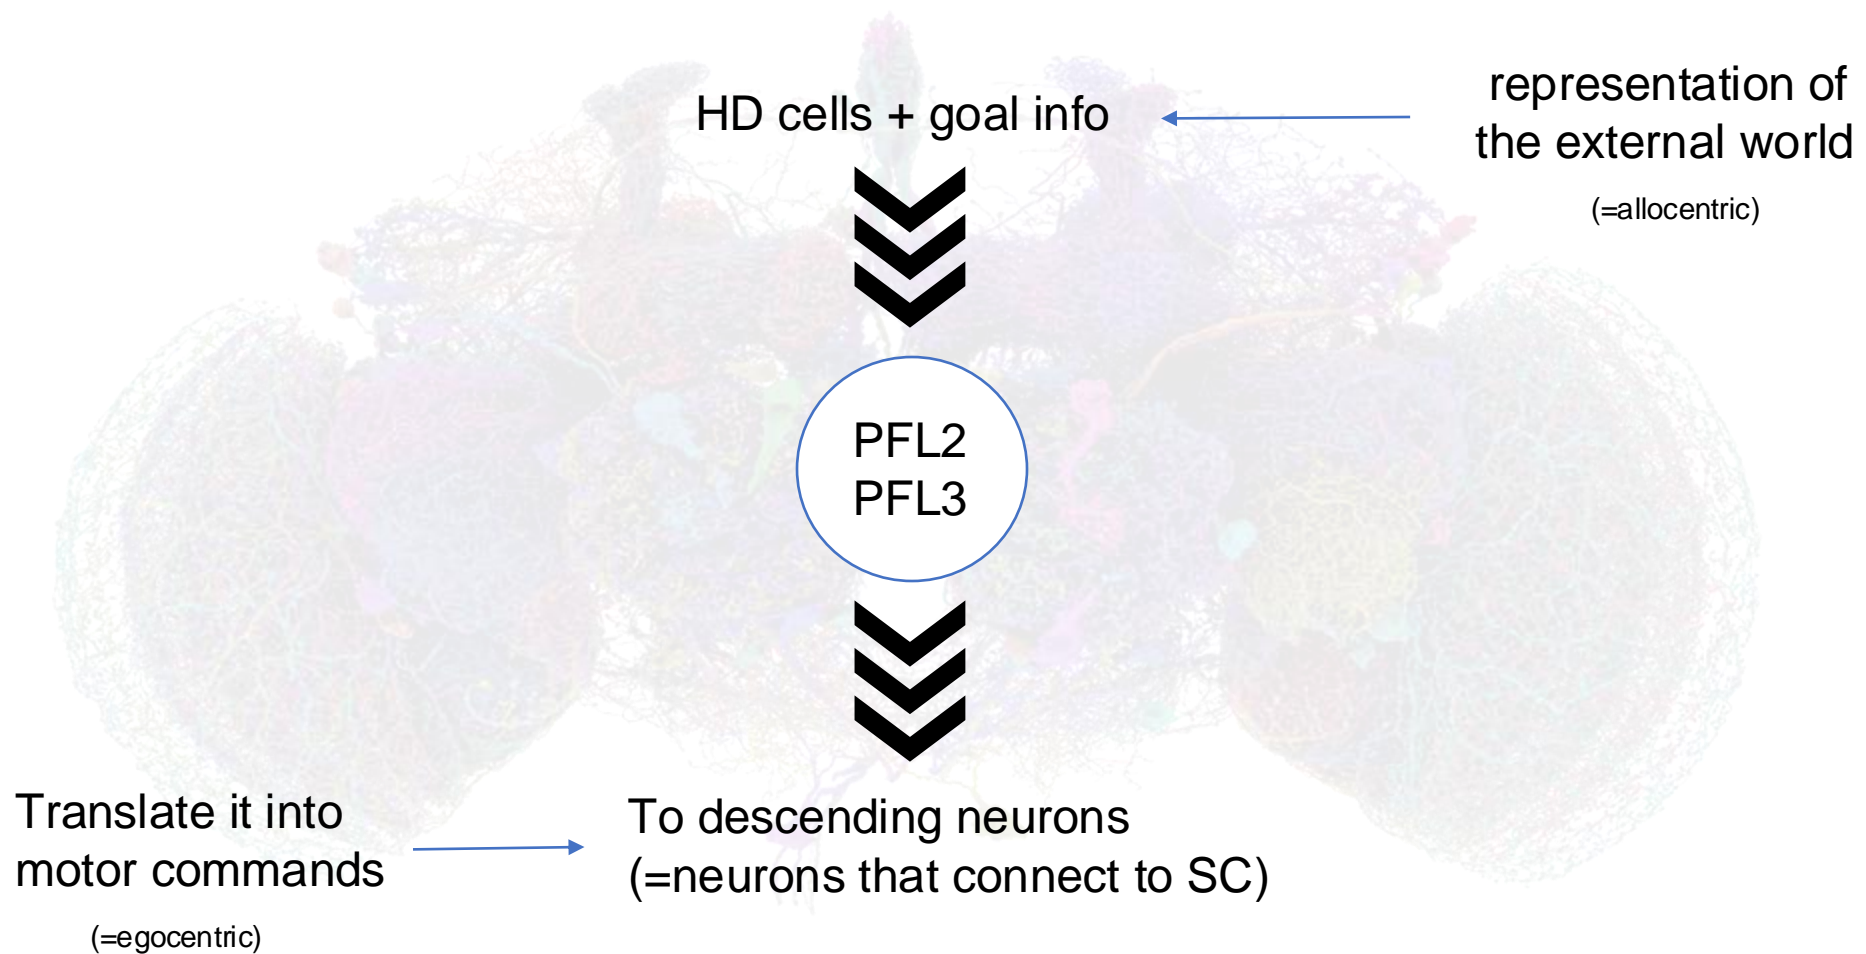 HD cells + goal info
representation of
the external world
(=allocentric)
PFL2
PFL3
Translate it into
motor commands
(=egocentric)
To descending neurons
(=neurons that connect to SC)